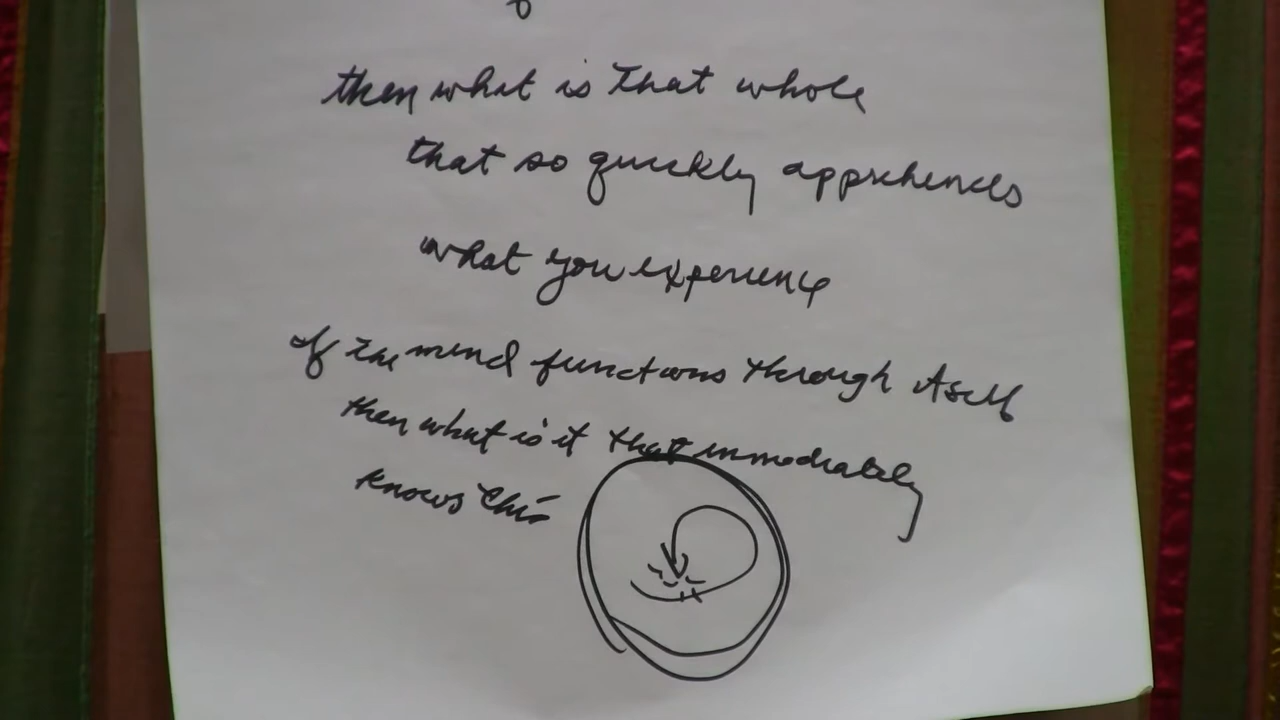 then what is that whole
that so quickly apprehends
what you experience
if the mind functions through itself
then what is it that immediately
knows this